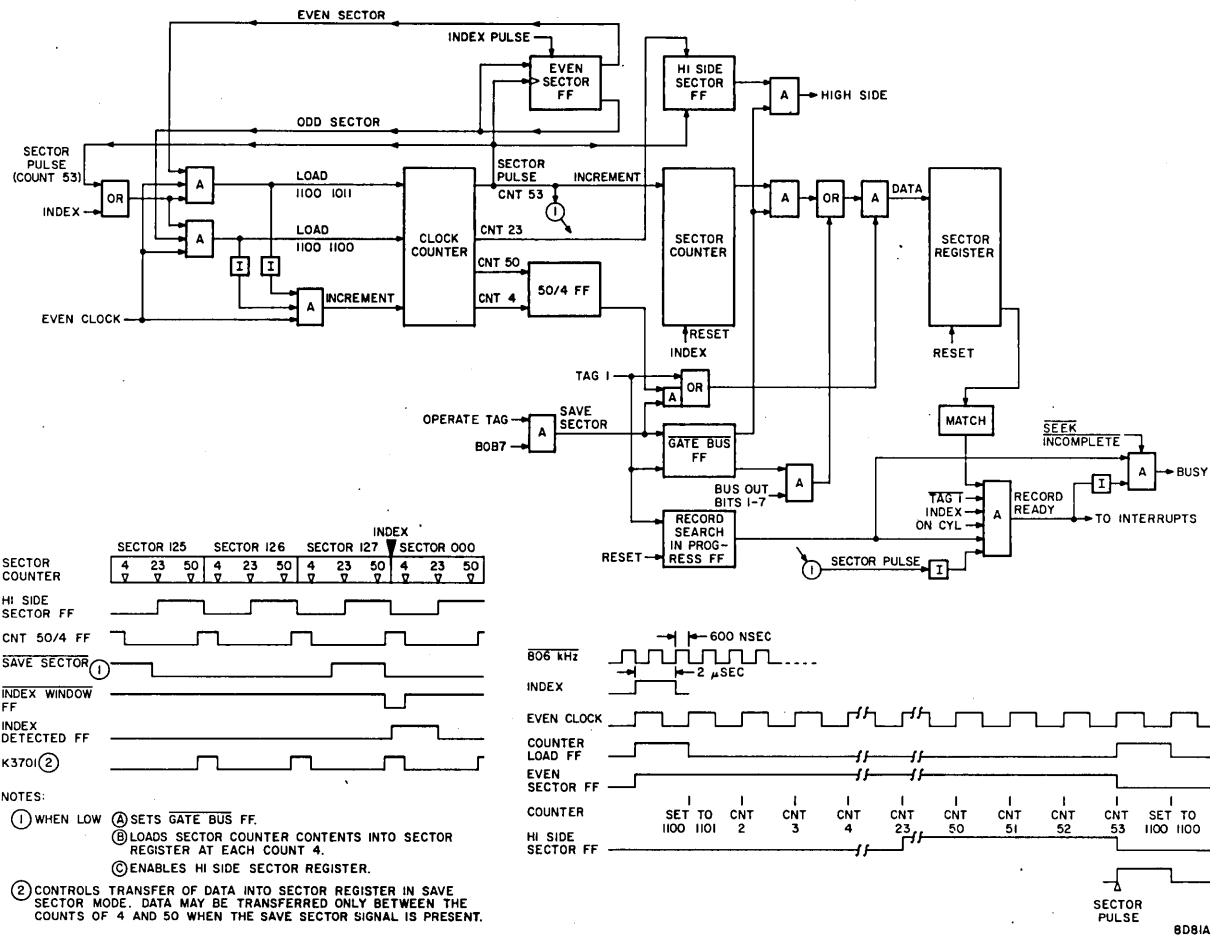 EVEN SECTOR
INDEX PULSE
EVEN
SECTOR
FF
HI SIDE
SECTOR
FF
A
HIGH SIDE
ODD SECTOR
SECTOR
PULSE
(COUNT 53)
OR
INDEX
A
LOAD
1100 1011
A
LOAD
1100 1100
I
I
A
INCREMENT
EVEN CLOCK
CLOCK
COUNTER
SECTOR
PULSE
CNT 53
INCREMENT
1
CNT 23
CNT 50
CNT 4
50/4 FF
SECTOR
COUNTER
RESET
INDEX
A
OR
A
DATA
SECTOR
REGISTER
RESET
TAG 1
A
OR
OPERATE TAG
BOB7
A
SAVE
SECTOR
GATE BUS
FF
BUS OUT
BITS 1-7
A
MATCH
SEEK
INCOMPLETE
A
BUSY
I
RECORD
SEARCH
IN PROG-
RESS FF
RESET
TAG 1
INDEX
ON CYL
A
RECORD
READY
TO INTERRUPTS
1
SECTOR PULSE
I
INDEX
SECTOR
COUNTER
SECTOR 125
SECTOR 126
SECTOR 127
SECTOR 000
4 23 50 4 23 50 4 23 50 4 23 50
HI SIDE
SECTOR FF
CNT 50/4 FF
SAVE SECTOR 1
INDEX WINDOW
FF
INDEX
DETECTED FF
K3701 2
NOTES:
1 WHEN LOW A SETS GATE BUS FF.
B LOADS SECTOR COUNTER CONTENTS INTO SECTOR
REGISTER AT EACH COUNT 4.
C ENABLES HI SIDE SECTOR REGISTER.
2 CONTROLS TRANSFER OF DATA INTO SECTOR REGISTER IN SAVE
SECTOR MODE. DATA MAY BE TRANSFERRED ONLY BETWEEN THE
COUNTS OF 4 AND 50 WHEN THE SAVE SECTOR SIGNAL IS PRESENT.
600 NSEC
806 kHz
2 μSEC
INDEX
EVEN CLOCK
COUNTER
LOAD FF
EVEN
SECTOR FF
COUNTER
SET TO
1100 1101
CNT
2
CNT
3
CNT
4
CNT
23
CNT
50
CNT
51
CNT
52
CNT
53
SET TO
1100 1100
HI SIDE
SECTOR FF
SECTOR
PULSE
8D81A